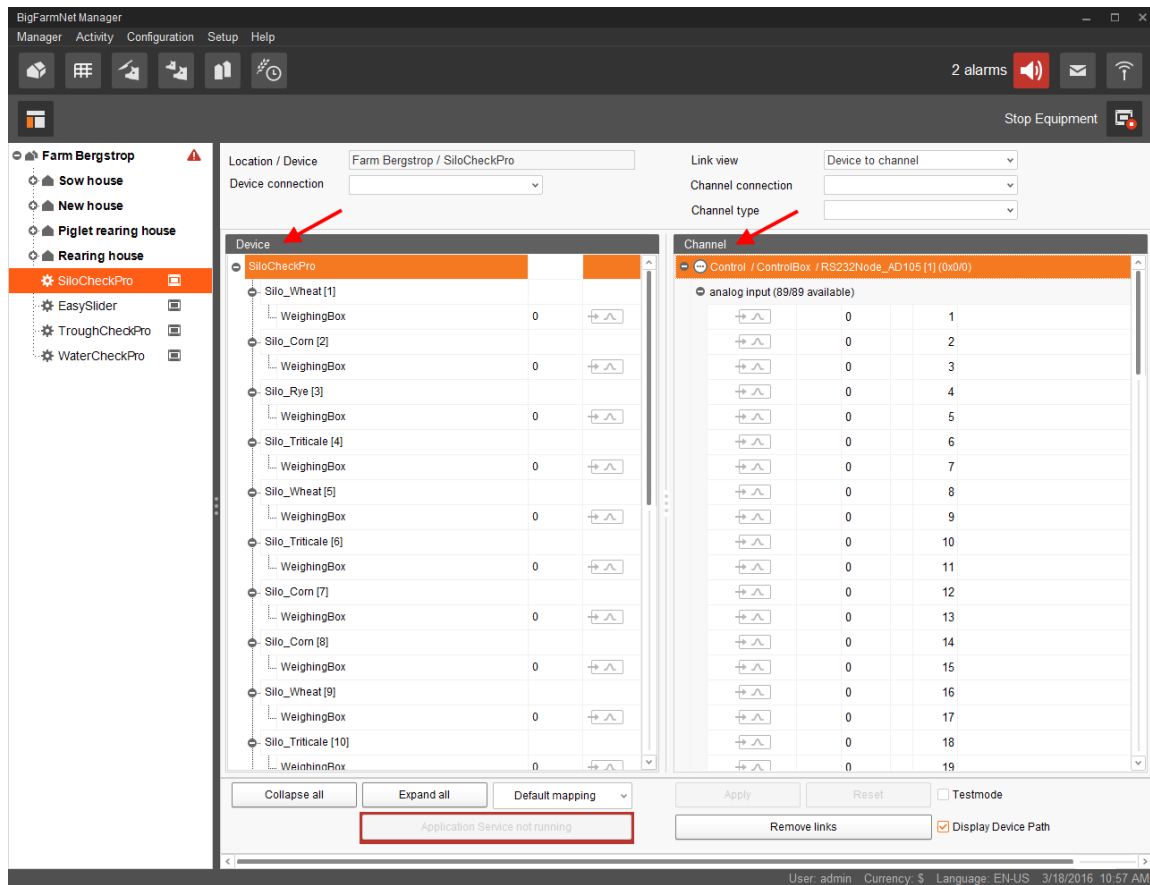 BigFarmNet Manager
Manager Activity Configuration Setup Help
2 alarms
Stop Equipment
Farm Bergstrop
Sow house
New house
Piglet rearing house
Rearing house
SiloCheckPro
EasySlider
TroughCheckPro
WaterCheckPro
Location / Device Farm Bergstrop / SiloCheckPro
Device connection
Link view Device to channel
Channel connection
Channel type
Device
SiloCheckPro
Silo_Wheat [1]
WeighingBox 0
Silo_Corn [2]
WeighingBox 0
Silo_Rye [3]
WeighingBox 0
Silo_Triticale [4]
WeighingBox 0
Silo_Wheat [5]
WeighingBox 0
Silo_Triticale [6]
WeighingBox 0
Silo_Corn [7]
WeighingBox 0
Silo_Corn [8]
WeighingBox 0
Silo_Wheat [9]
WeighingBox 0
Silo_Triticale [10]
WeighingBox 0
Channel
Control / ControlBox / RS232Node_AD105 [1] (0x0/0)
analog input (89/89 available)
0 1
0 2
0 3
0 4
0 5
0 6
0 7
0 8
0 9
0 10
0 11
0 12
0 13
0 14
0 15
0 16
0 17
0 18
0 19
Collapse all Expand all Default mapping
Application Service not running
Apply Reset Testmode
Remove links Display Device Path
User: admin Currency: $ Language: EN-US 3/18/2016 10:57 AM